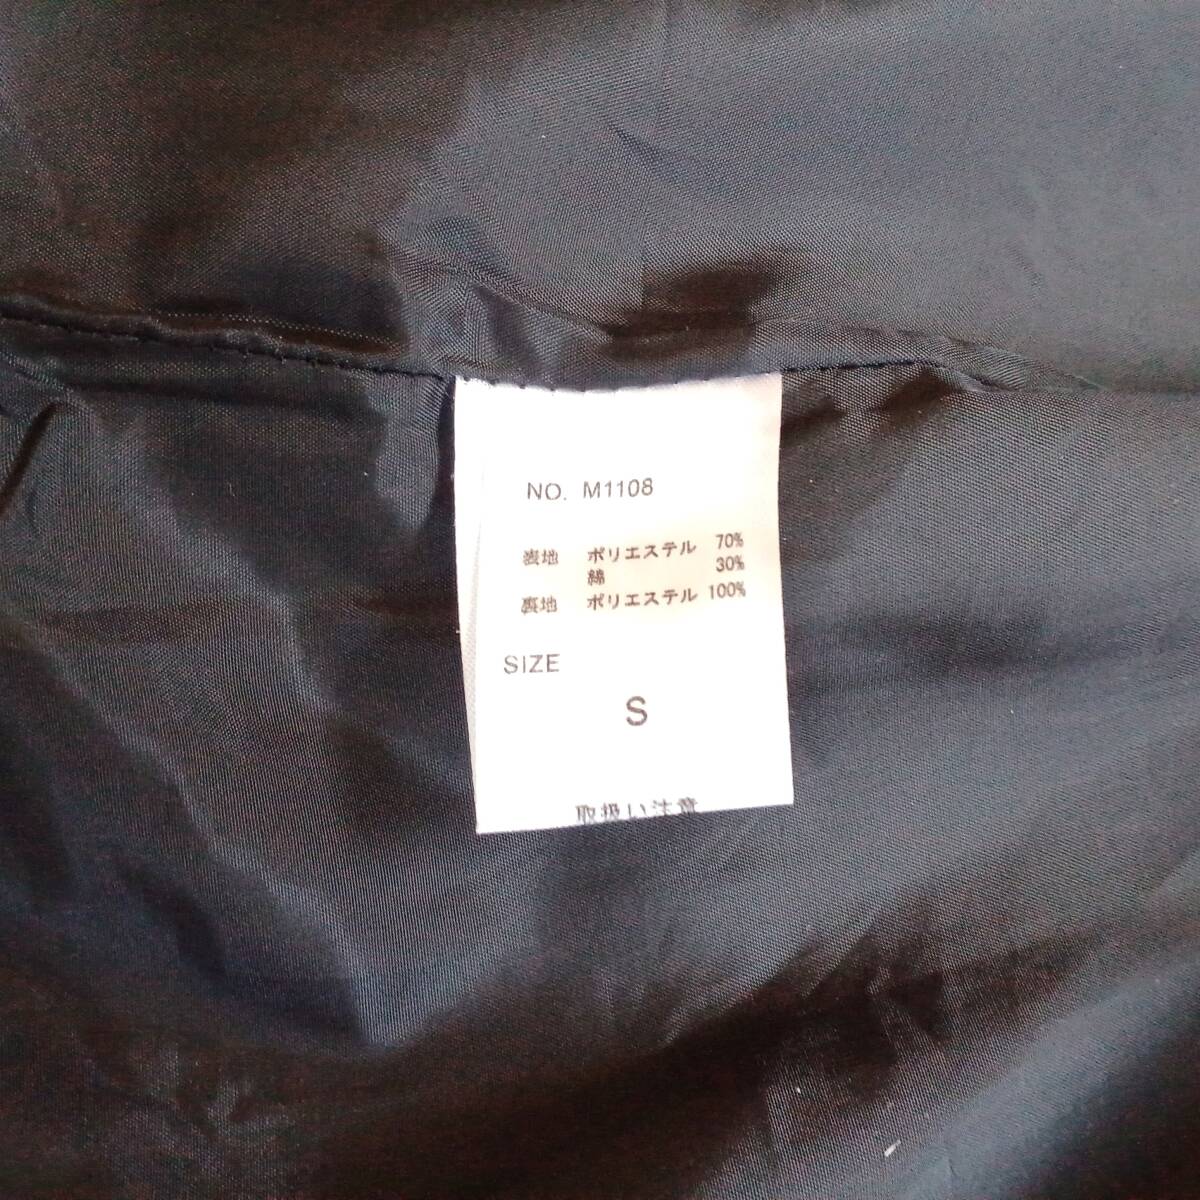 NO. M1108
表地 ポリエステル 70%
綿 30%
裏地 ポリエステル 100%
SIZE
S
取扱い注意